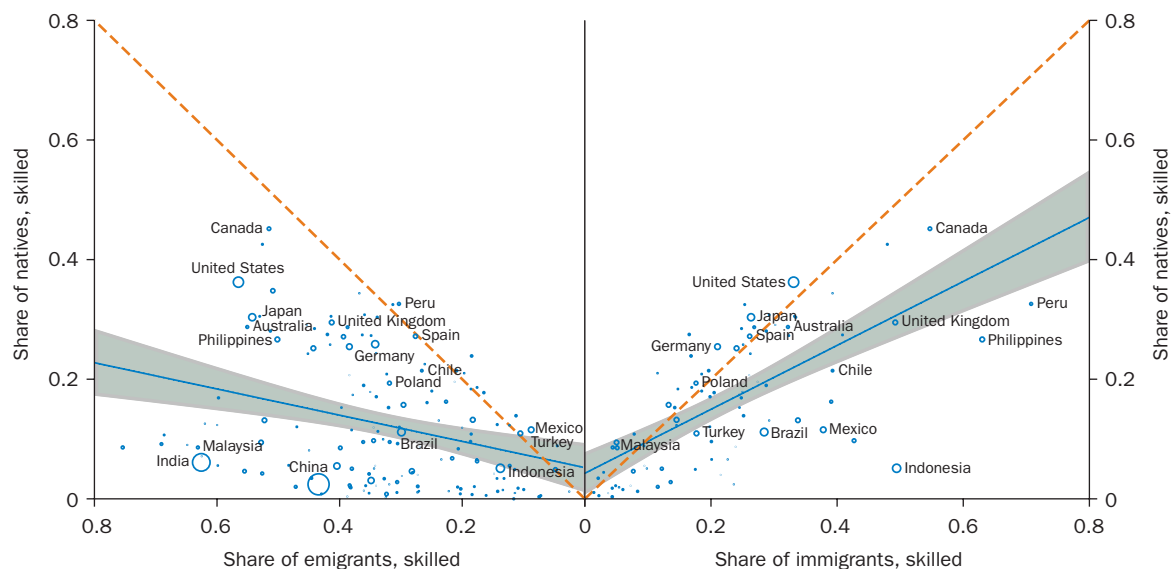 0.8
0.8
Share of natives, skilled
Share of natives, skilled
0.6
0.6
Canada
Canada
0.4
0.4
United States
United States
Peru
Peru
Japan
Japan
United Kingdom
United Kingdom
Australia
Australia
Spain
Spain
Philippines
Philippines
Germany
Germany
Chile
Chile
0.2
0.2
Poland
Poland
Mexico
Mexico
Turkey
Turkey
Brazil
Brazil
Malaysia
Malaysia
India
China
Indonesia
Indonesia
0
0
0.8
0.6
0.4
0.2
0
0.2
0.4
0.6
0.8
Share of emigrants, skilled
Share of immigrants, skilled